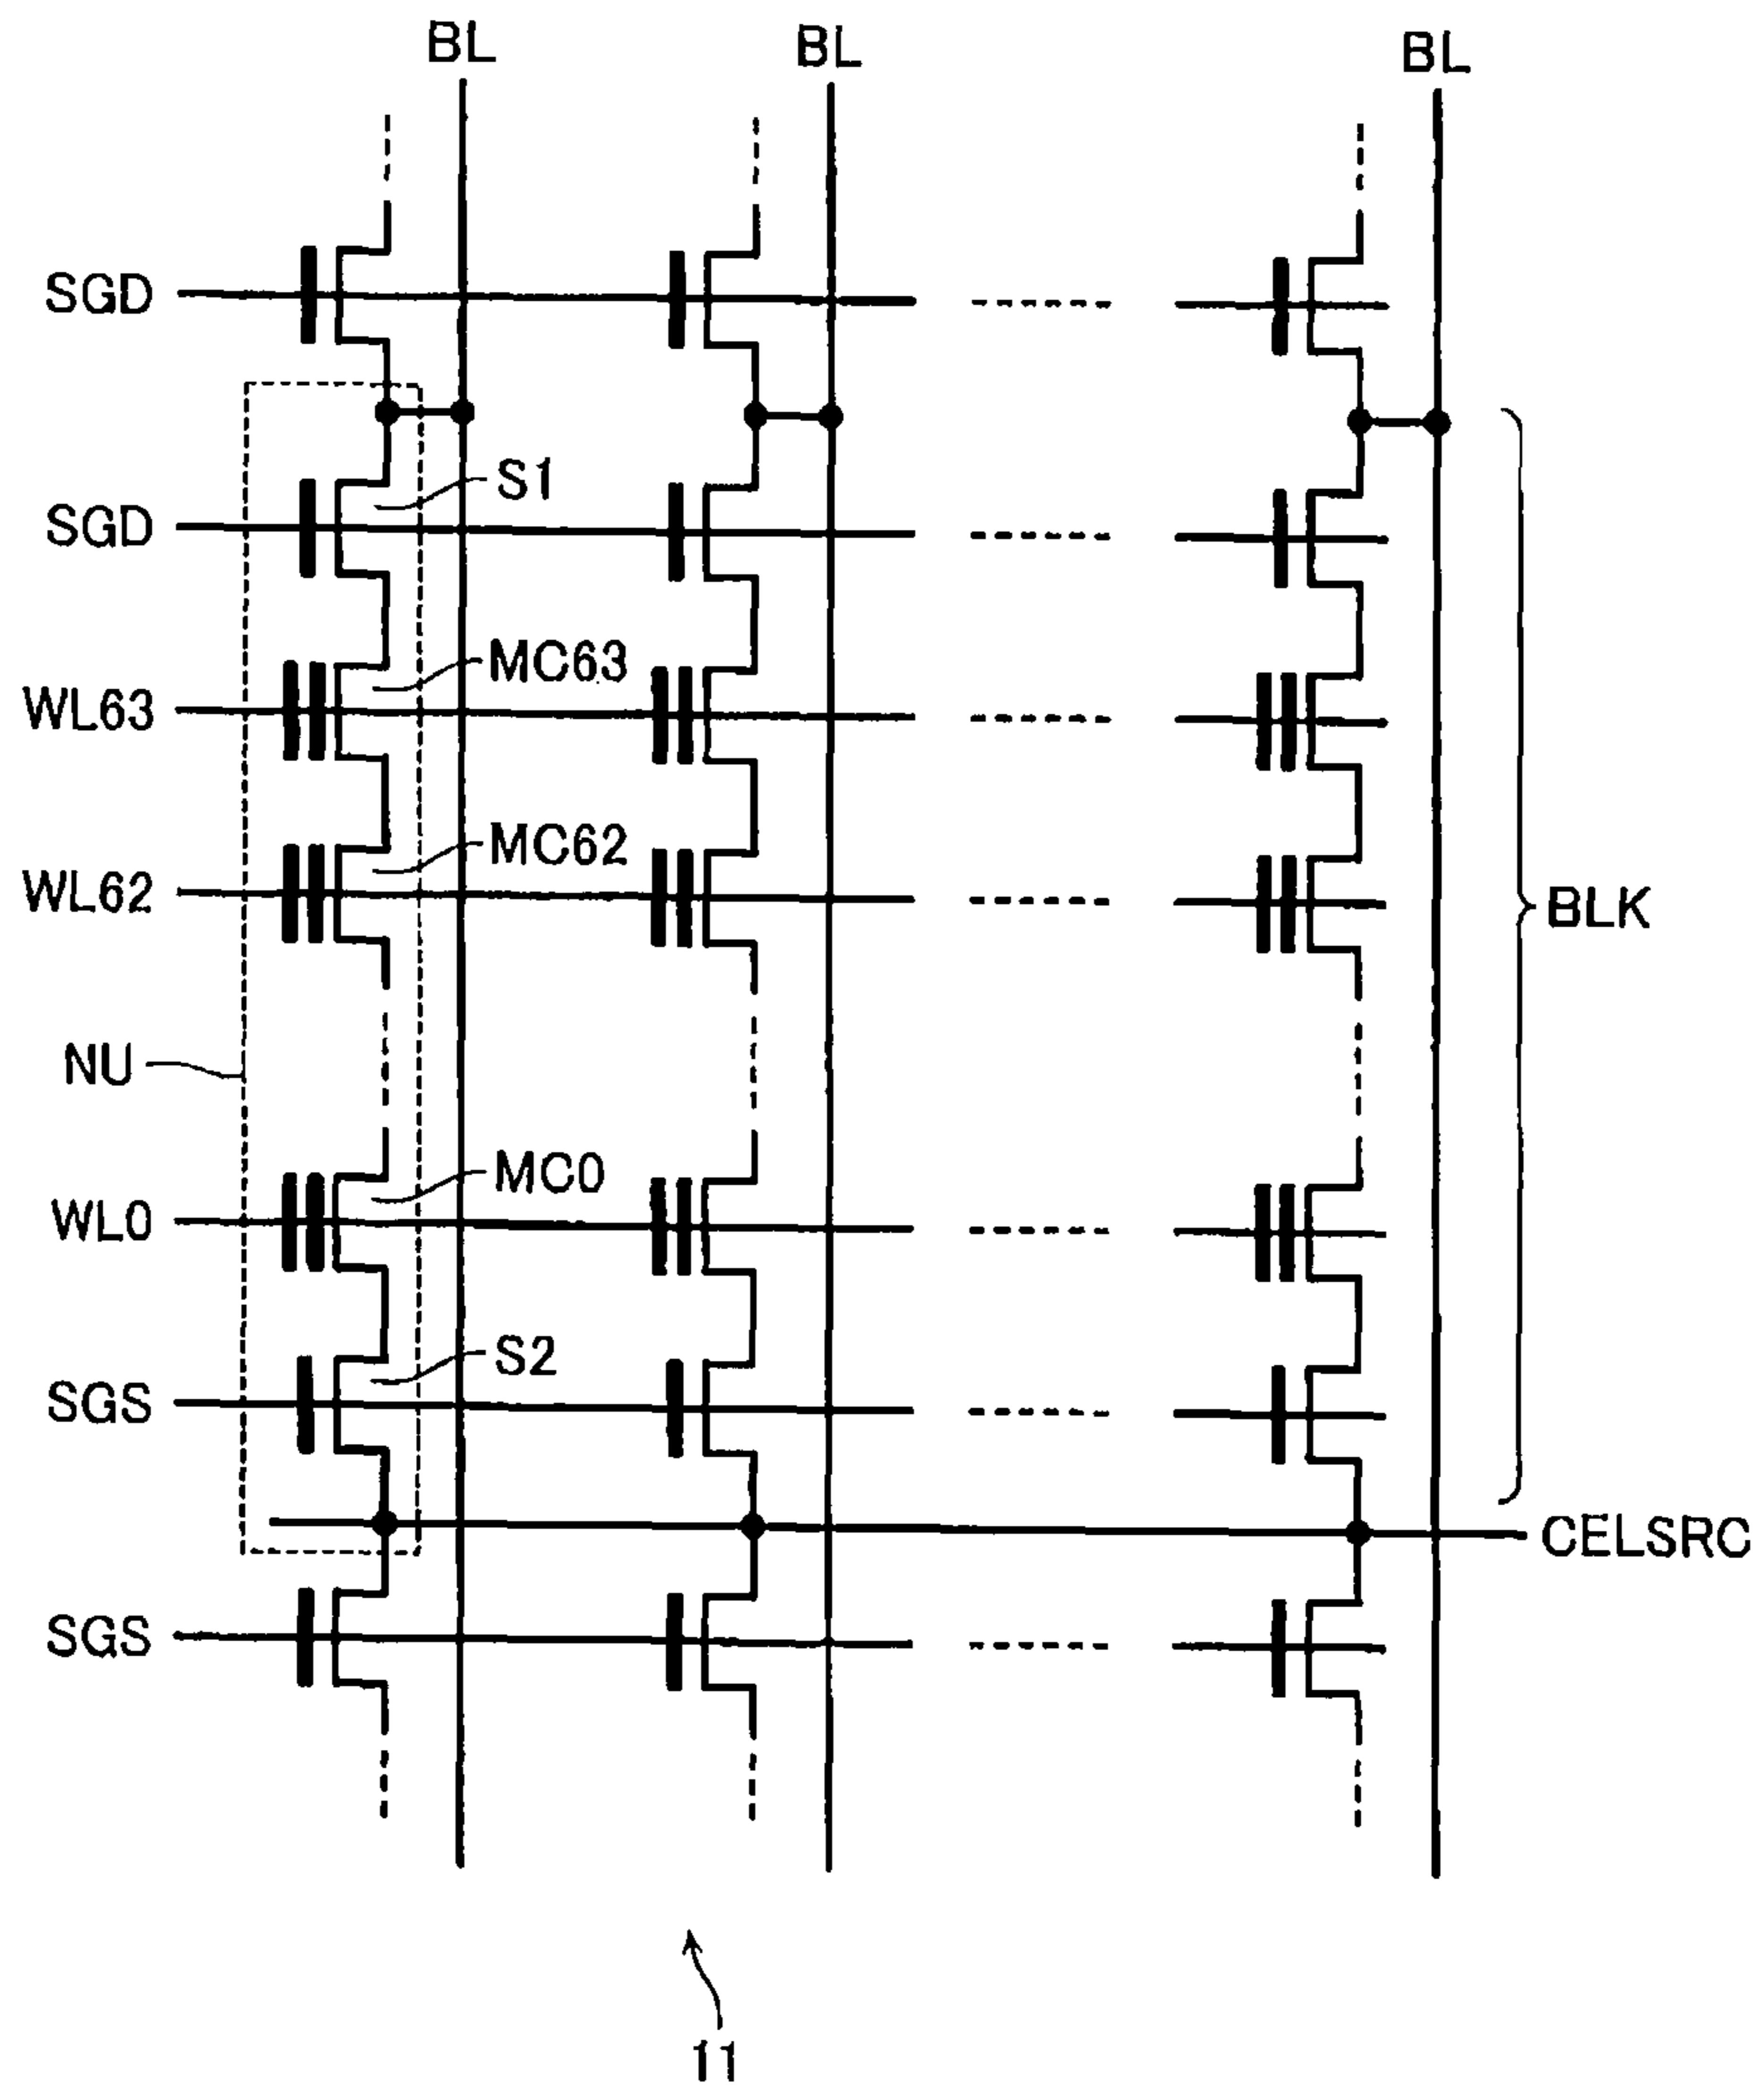 BL
BL
BL
SGD
S1
SGD
MC63
WL63
MC62
WL62
BLK
NU
MC0
WL0
S2
SGS
CELSRC
SGS
11